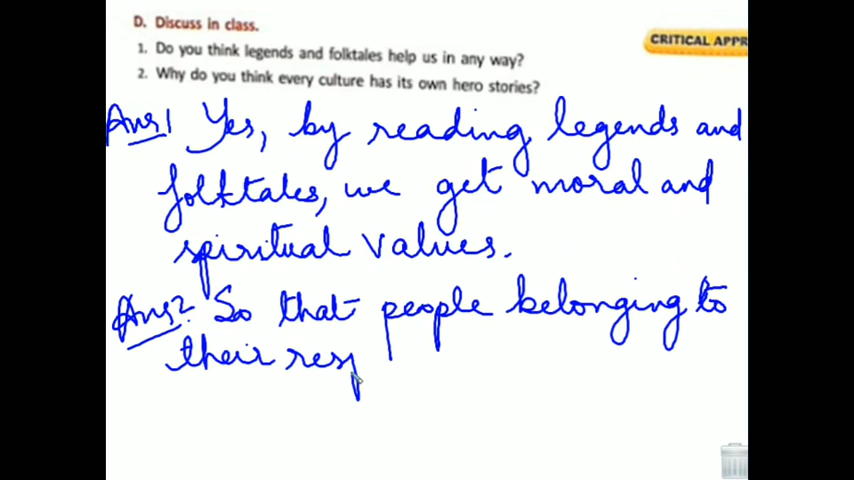 D. Discuss in class.
CRITICAL APPR
1. Do you think legends and folktales help us in any way?
2. Why do you think every culture has its own hero stories?
Ans1 Yes, by reading legends and
folktales, we get moral and
spiritual values.
Ans2. So that people belonging to
their resp